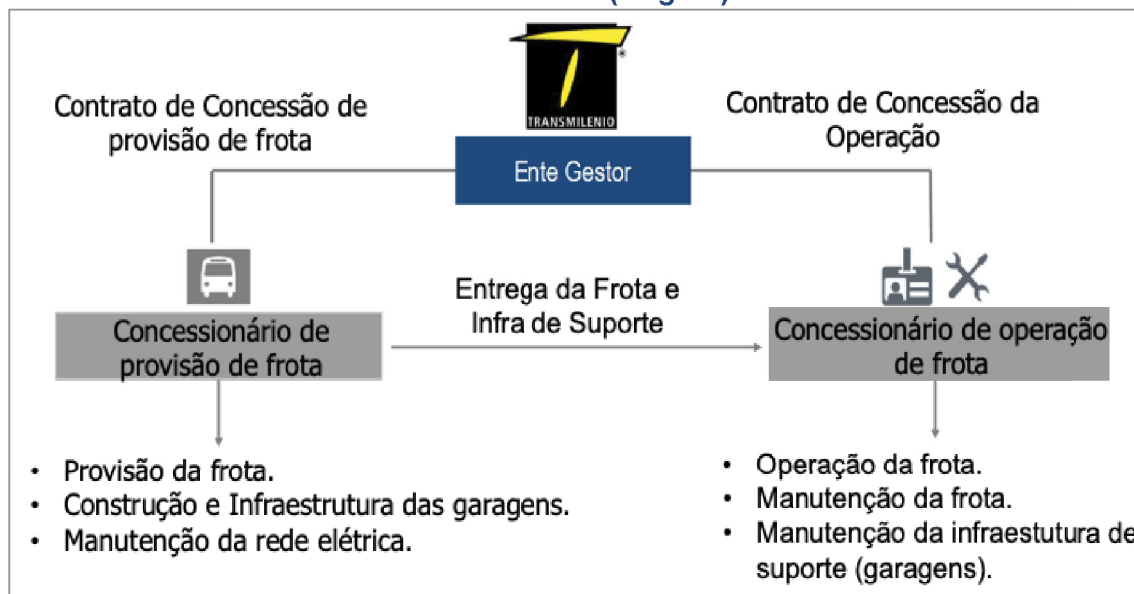 TRANSMILENIO
®
Contrato de Concessão de
provisão de frota
Ente Gestor
Contrato de Concessão da
Operação
Entrega da Frota e
Infra de Suporte
Concessionário de
provisão de frota
Concessionário de operação
de frota
• Provisão da frota.
• Construção e Infraestrutura das garagens.
• Manutenção da rede elétrica.
• Operação da frota.
• Manutenção da frota.
• Manutenção da infraestutura de
suporte (garagens).